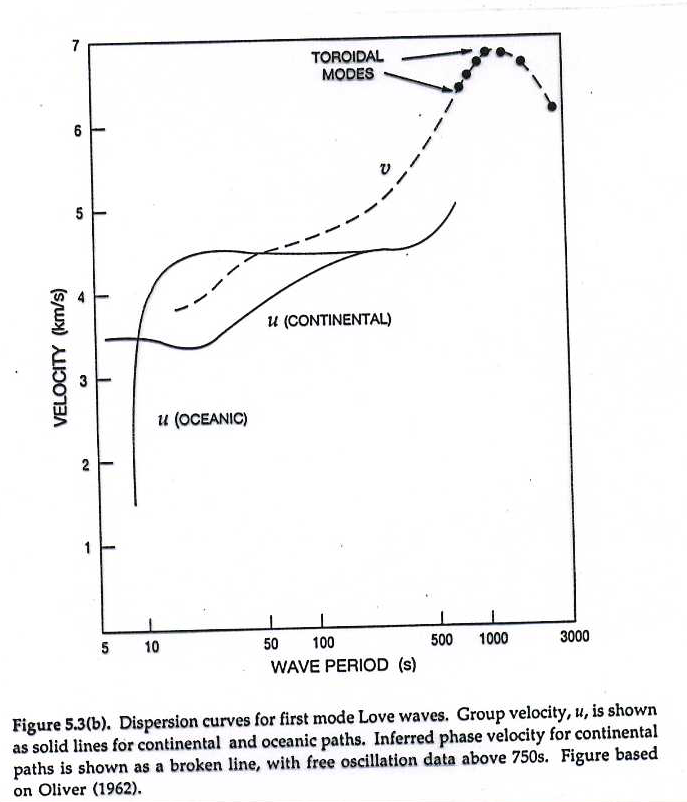 7
TOROIDAL
MODES
6
υ
5
4
u (CONTINENTAL)
VELOCITY (km/s)
3
u (OCEANIC)
2
1
5 10 50 100 500 1000 3000
WAVE PERIOD (s)
Figure 5.3(b). Dispersion curves for first mode Love waves. Group velocity, u, is shown
as solid lines for continental and oceanic paths. Inferred phase velocity for continental
paths is shown as a broken line, with free oscillation data above 750s. Figure based
on Oliver (1962).